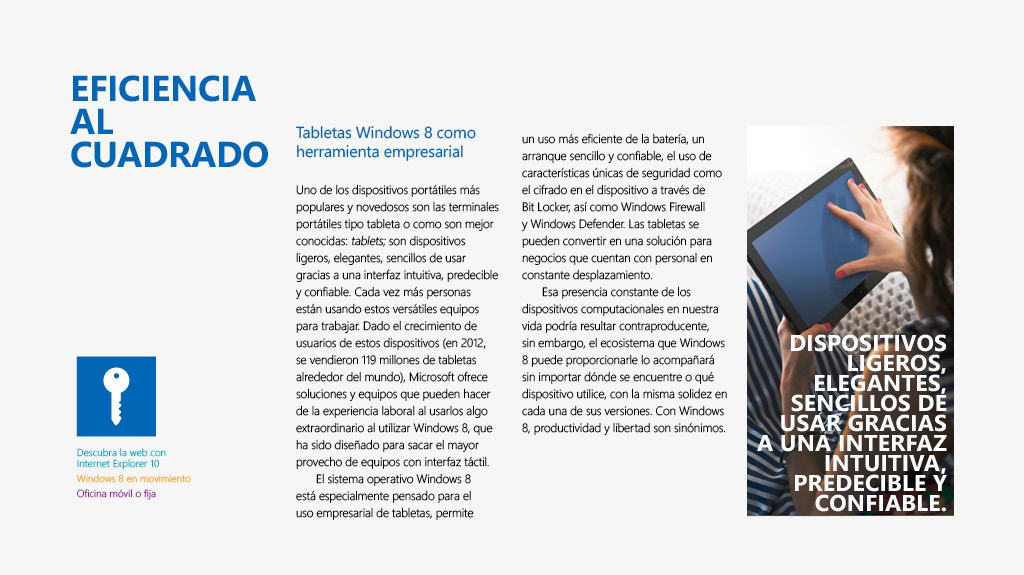 EFICIENCIA
AL
CUADRADO
Descubra la web con
Internet Explorer 10
Windows 8 en movimiento
Oficina móvil o fija
Tabletas Windows 8 como
herramienta empresarial
Uno de los dispositivos portátiles más
populares y novedosos son las terminales
portátiles tipo tableta o como son mejor
conocidas: tablets; son dispositivos
ligeros, elegantes, sencillos de usar
gracias a una interfaz intuitiva, predecible
y confiable. Cada vez más personas
están usando estos versátiles equipos
para trabajar. Dado el crecimiento de
usuarios de estos dispositivos (en 2012,
se vendieron 119 millones de tabletas
alrededor del mundo), Microsoft ofrece
soluciones y equipos que pueden hacer
de la experiencia laboral al usarlos algo
extraordinario al utilizar Windows 8, que
ha sido diseñado para sacar el mayor
provecho de equipos con interfaz táctil.
El sistema operativo Windows 8
está especialmente pensado para el
uso empresarial de tabletas, permite
un uso más eficiente de la batería, un
arranque sencillo y confiable, el uso de
características únicas de seguridad como
el cifrado en el dispositivo a través de
Bit Locker, así como Windows Firewall
y Windows Defender. Las tabletas se
pueden convertir en una solución para
negocios que cuentan con personal en
constante desplazamiento.
Esa presencia constante de los
dispositivos computacionales en nuestra
vida podría resultar contraproducente,
sin embargo, el ecosistema que Windows
8 puede proporcionarle lo acompañará
sin importar dónde se encuentre o qué
dispositivo utilice, con la misma solidez en
cada una de sus versiones. Con Windows
8, productividad y libertad son sinónimos.
DISPOSITIVOS
LIGEROS,
ELEGANTES,
SENCILLOS DE
USAR GRACIAS
A UNA INTERFAZ
INTUITIVA,
PREDECIBLE Y
CONFIABLE.